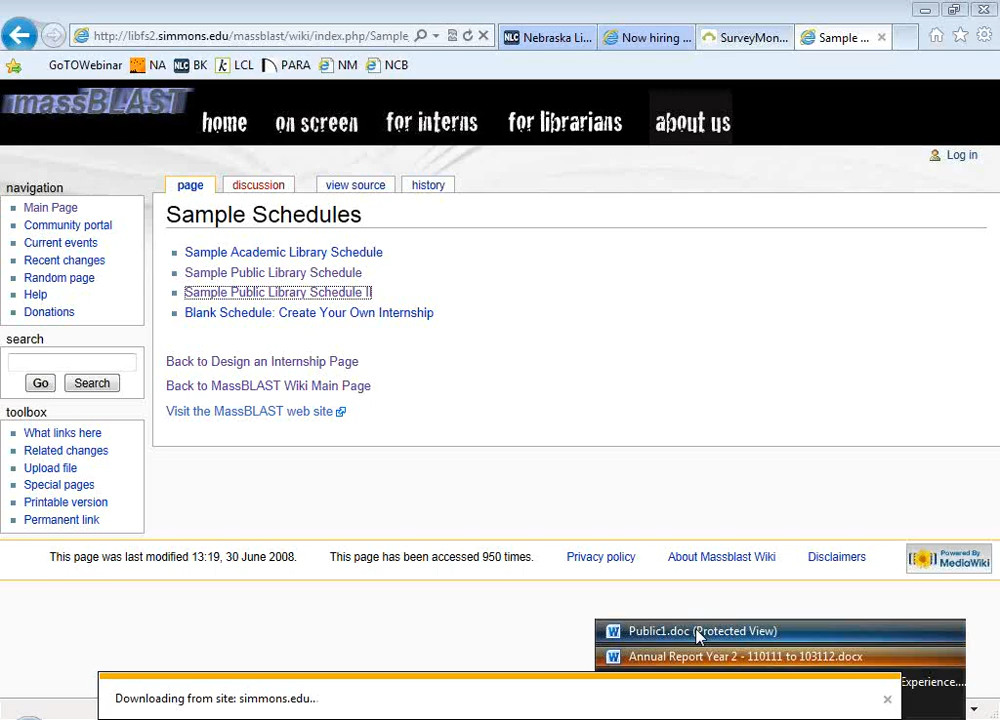 http://libfs2.simmons.edu/massblast/wiki/index.php/Sample_
NLC Nebraska Li...
Now hiring ...
SurveyMon...
Sample ...
GoTOWebinar NA NLC BK k LCL PARA NM NCB
massBLAST
home on screen for interns for librarians about us
Log in
navigation
Main Page
Community portal
Current events
Recent changes
Random page
Help
Donations
search
Go Search
toolbox
What links here
Related changes
Upload file
Special pages
Printable version
Permanent link
page discussion view source history
Sample Schedules
Sample Academic Library Schedule
Sample Public Library Schedule
Sample Public Library Schedule II
Blank Schedule: Create Your Own Internship
Back to Design an Internship Page
Back to MassBLAST Wiki Main Page
Visit the MassBLAST web site
This page was last modified 13:19, 30 June 2008. This page has been accessed 950 times. Privacy policy About Massblast Wiki Disclaimers
Powered By
MediaWiki
Public1.doc (Protected View)
Annual Report Year 2 - 110111 to 103112.docx
Experience....
Downloading from site: simmons.edu...